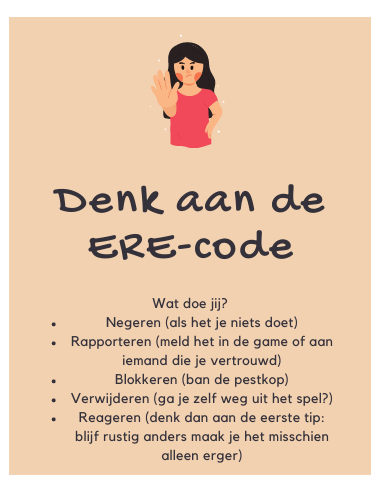 Denk aan de
ERE-code
Wat doe jij?
• Negeren (als het je niets doet)
• Rapporteren (meld het in de game of aan
iemand die je vertrouwd)
• Blokkeren (ban de pestkop)
• Verwijderen (ga je zelf weg uit het spel?)
• Reageren (denk dan aan de eerste tip:
blijf rustig anders maak je het misschien
alleen erger)